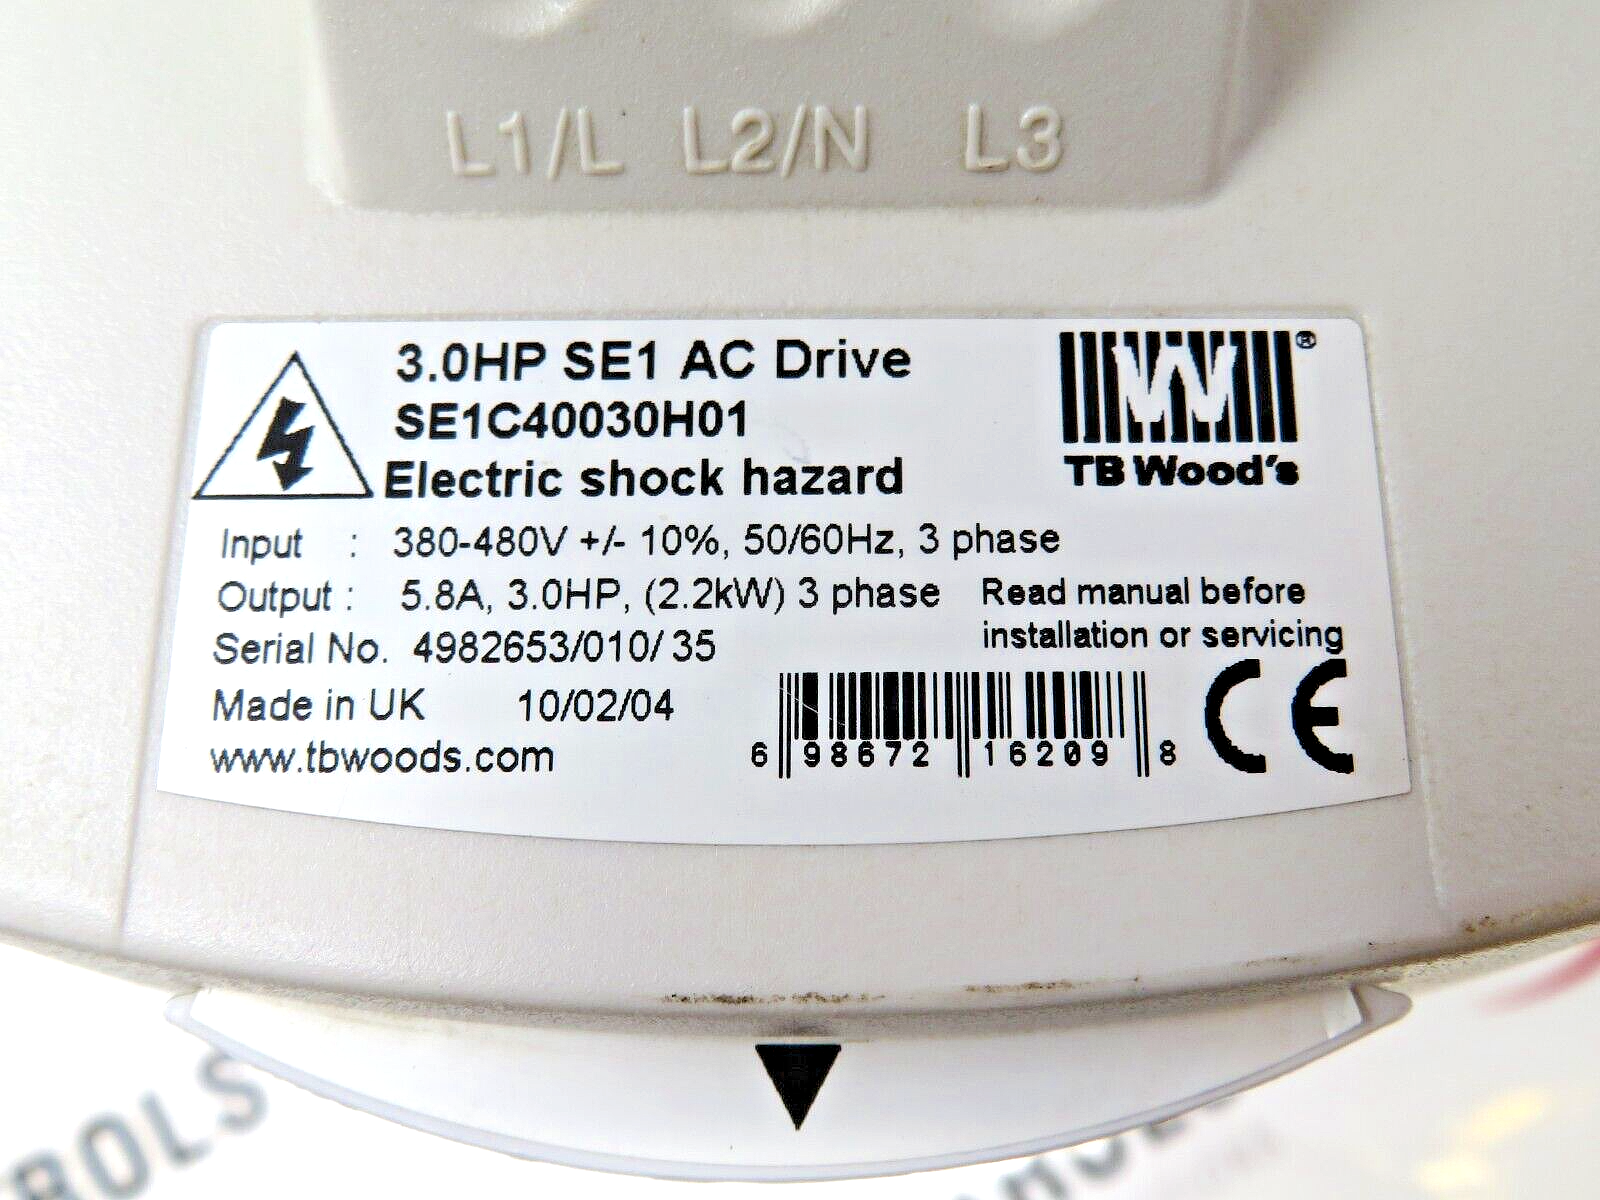 L1/L L2/N L3
3.0HP SE1 AC Drive
SE1C40030H01
Electric shock hazard
W®
TB Wood's
Input : 380-480V +/- 10%, 50/60Hz, 3 phase
Output : 5.8A, 3.0HP, (2.2kW) 3 phase
Read manual before
installation or servicing
Serial No. 4982653/010/ 35
Made in UK 10/02/04
www.tbwoods.com
6 98672 16209 8
CE